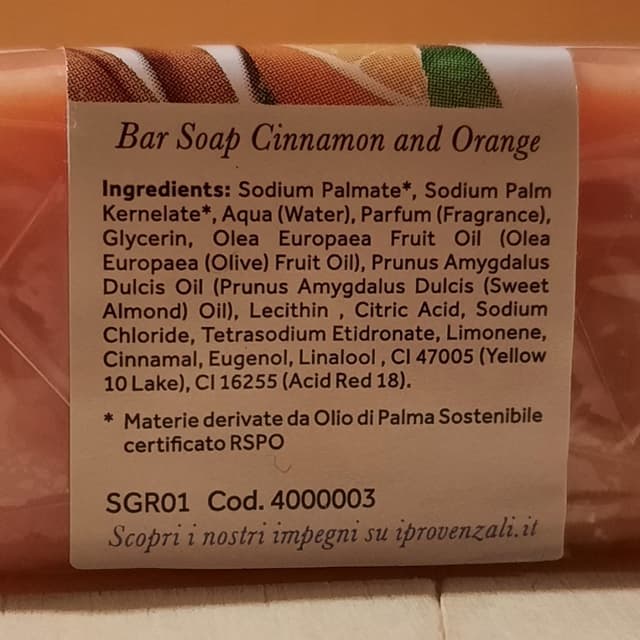 Bar Soap Cinnamon and Orange
Ingredients: Sodium Palmate*, Sodium Palm
Kernelate*, Aqua (Water), Parfum (Fragrance),
Glycerin, Olea Europaea Fruit Oil (Olea
Europaea (Olive) Fruit Oil), Prunus Amygdalus
Dulcis Oil (Prunus Amygdalus Dulcis (Sweet
Almond) Oil), Lecithin , Citric Acid, Sodium
Chloride, Tetrasodium Etidronate, Limonene,
Cinnamal, Eugenol, Linalool , CI 47005 (Yellow
10 Lake), CI 16255 (Acid Red 18).
* Materie derivate da Olio di Palma Sostenibile
certificato RSPO
SGR01 Cod. 4000003
Scopri i nostri impegni su iprovenzali.it